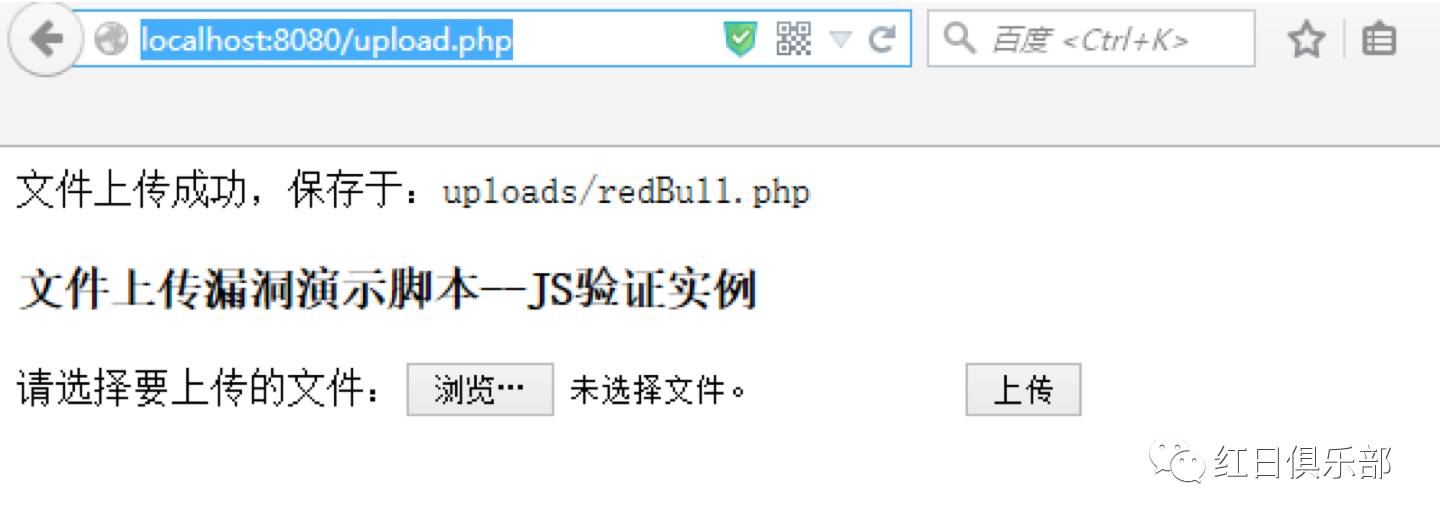 localhost:8080/upload.php
百度 <Ctrl+K>
文件上传成功，保存于：uploads/redBull.php
文件上传漏洞演示脚本--JS验证实例
请选择要上传的文件：浏览… 未选择文件。 上传
红日俱乐部